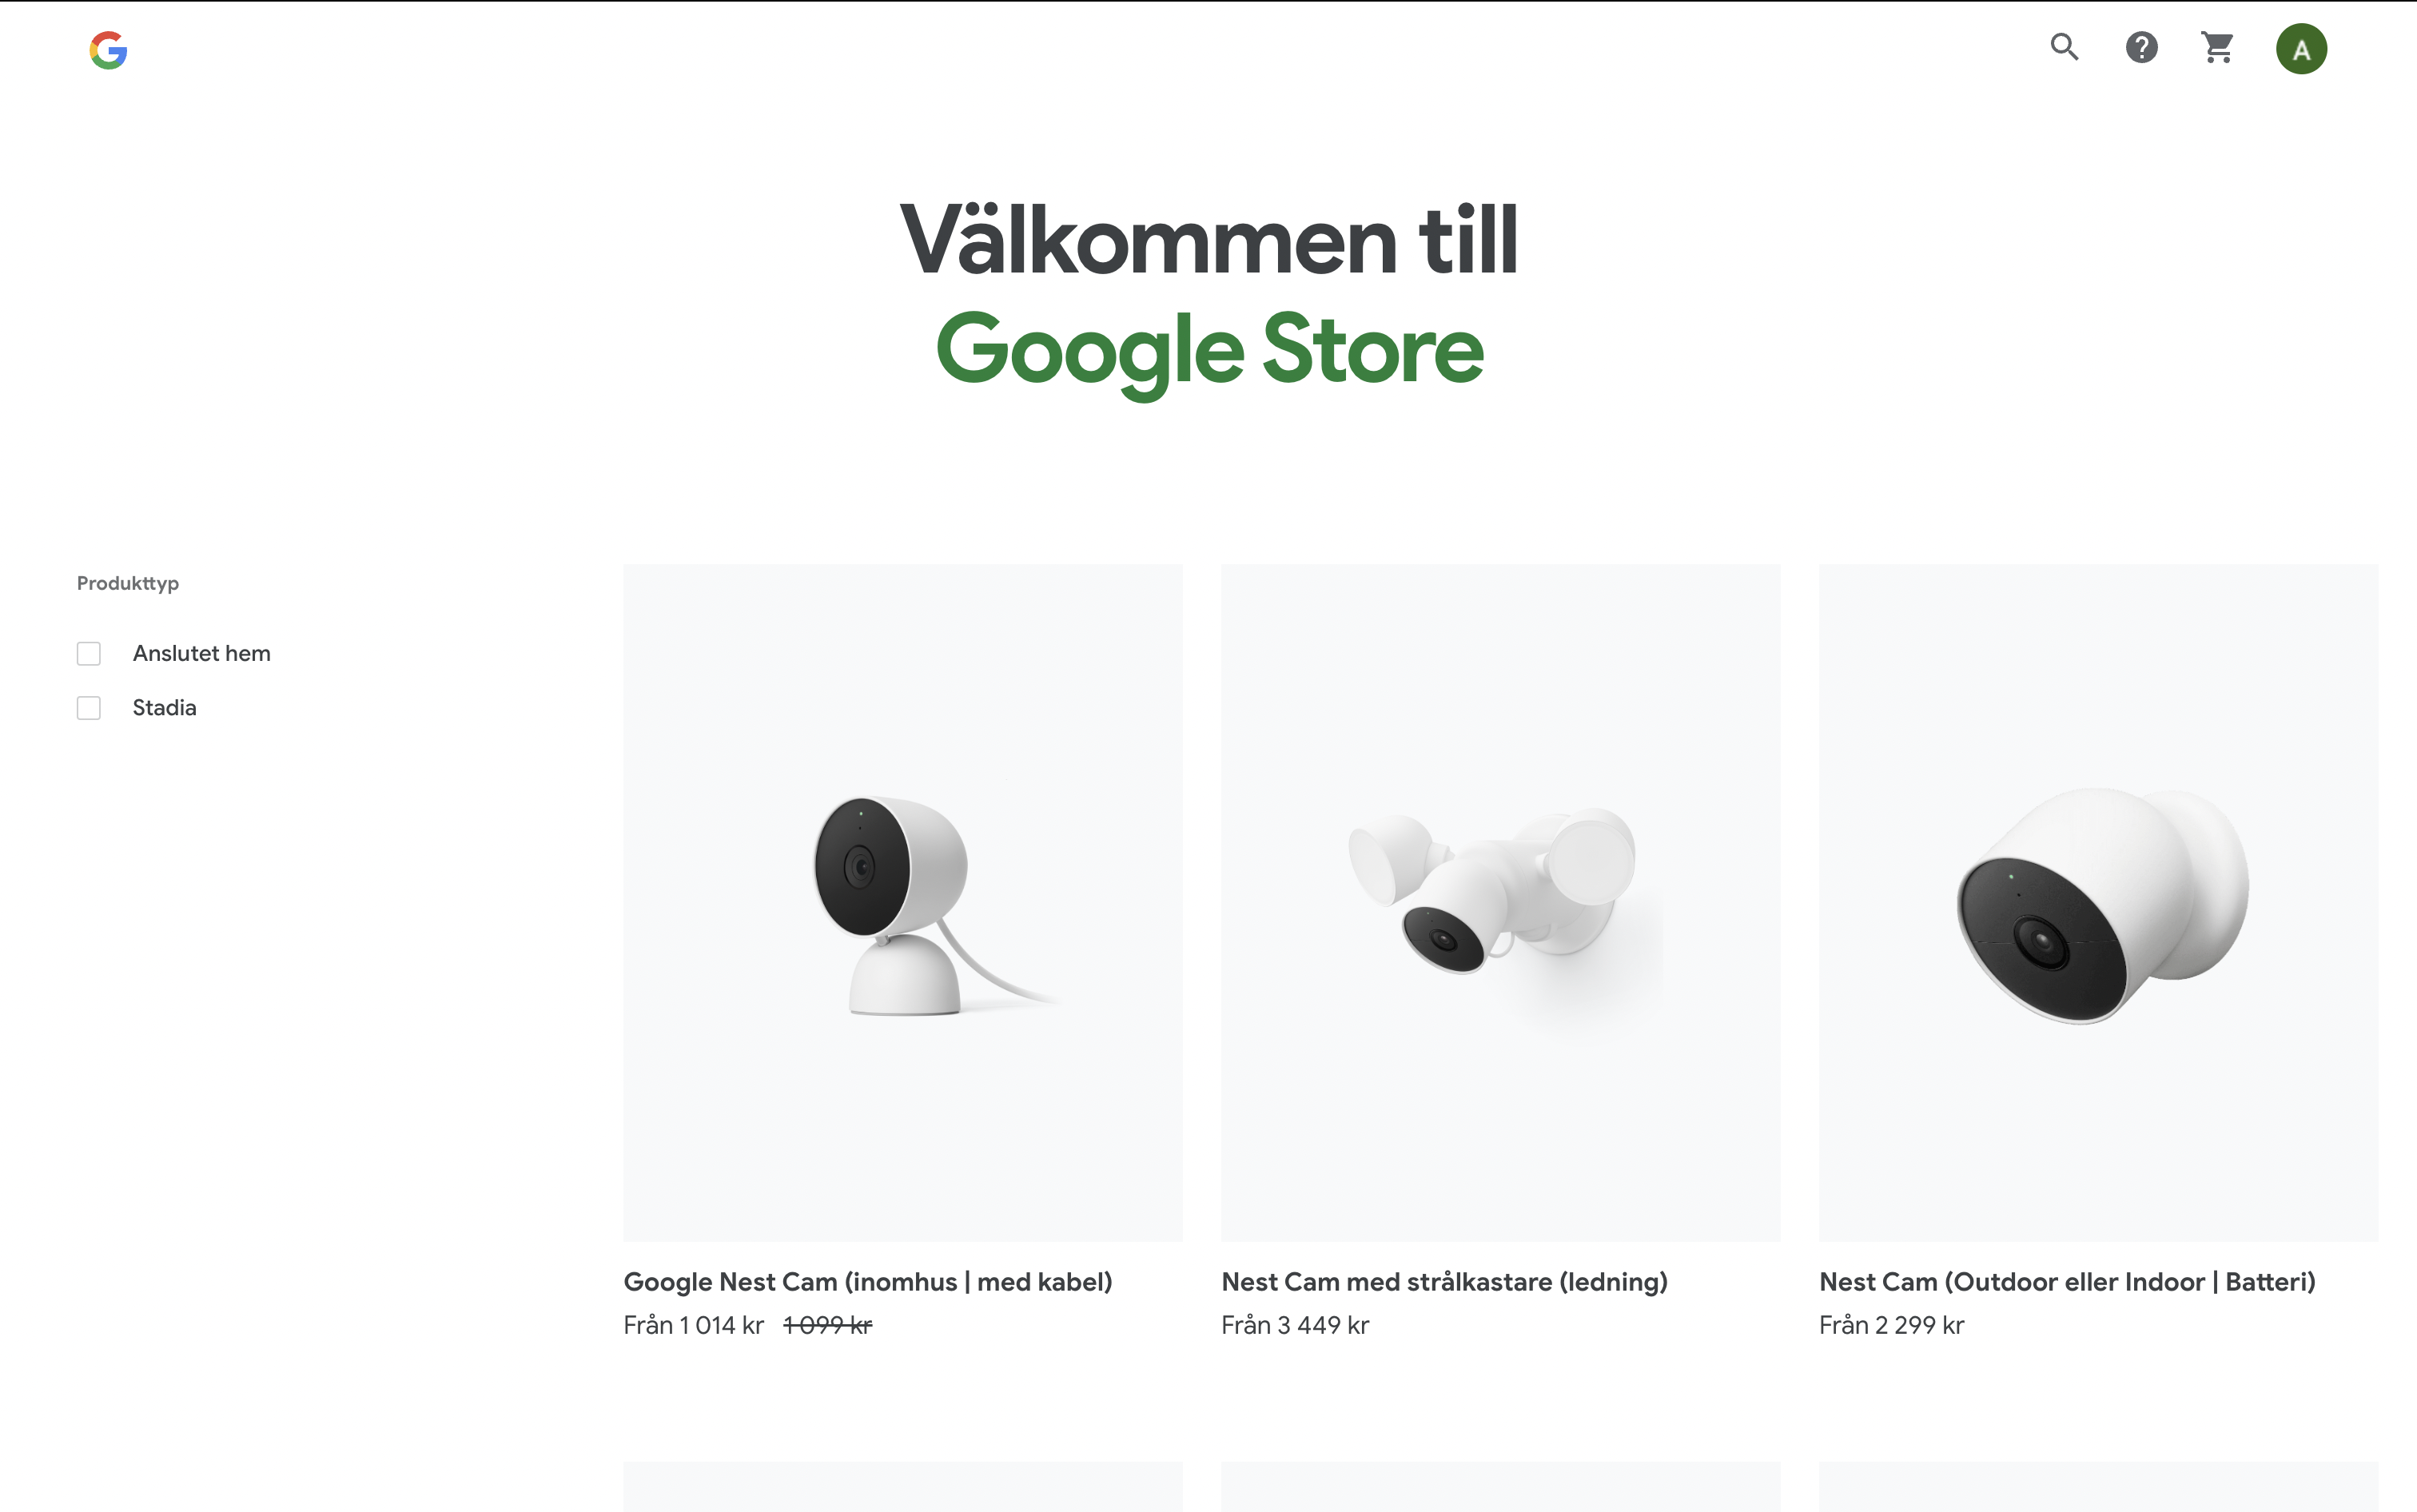 A
Välkommen till
Google Store
Produkttyp
Anslutet hem
Stadia
Google Nest Cam (inomhus | med kabel)
Från 1 014 kr 1 099 kr
Nest Cam med strålkastare (ledning)
Från 3 449 kr
Nest Cam (Outdoor eller Indoor | Batteri)
Från 2 299 kr